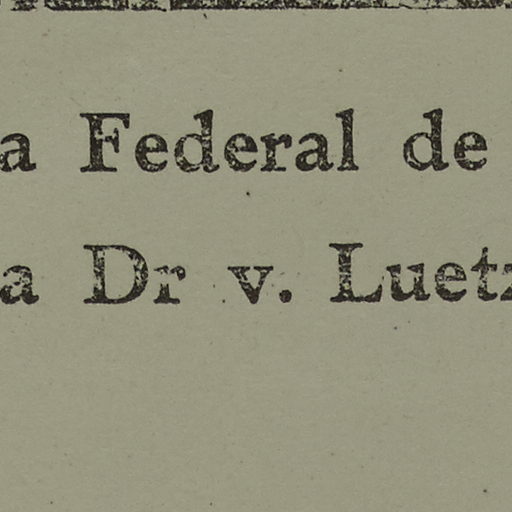 a Federal de
a Dr v. Luetz